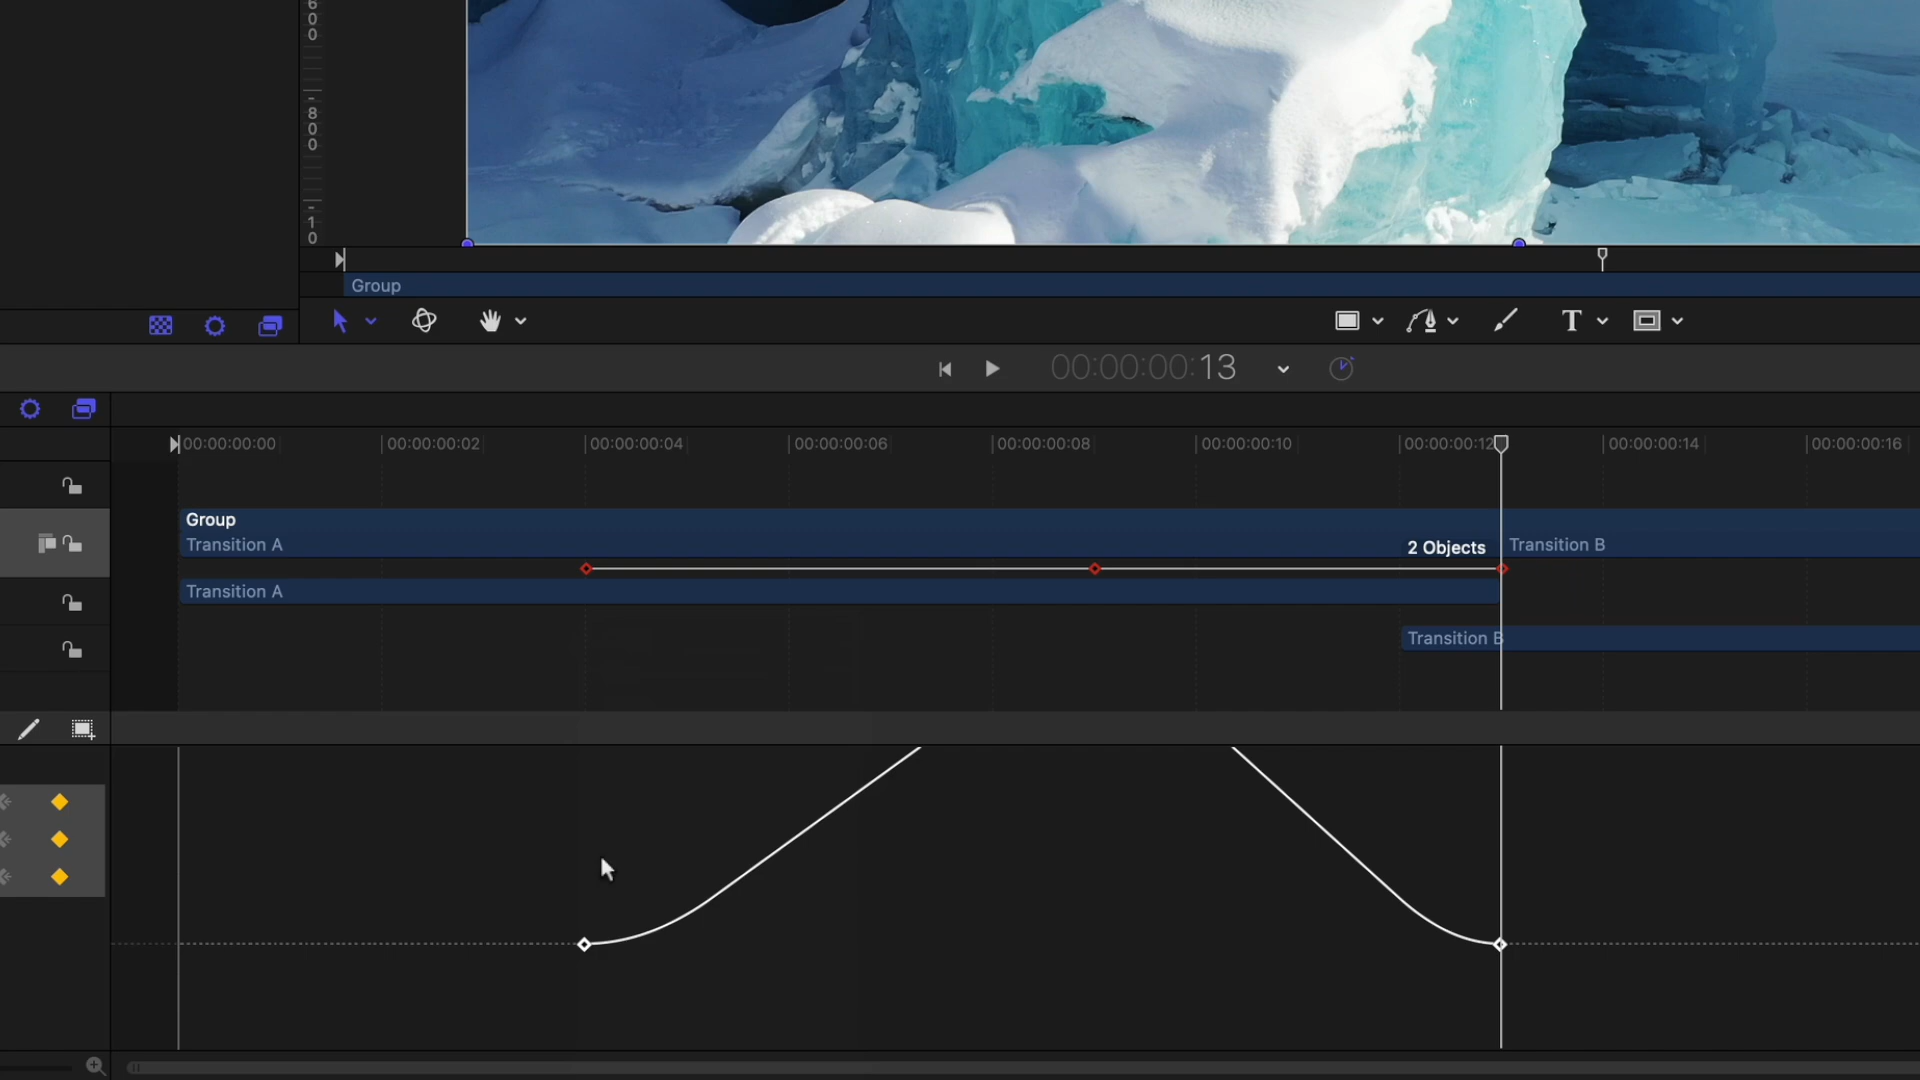 600
-800
-10
Group
00:00:00:13
00:00:00:00
00:00:00:02
00:00:00:04
00:00:00:06
00:00:00:08
00:00:00:10
00:00:00:12
00:00:00:14
00:00:00:16
Group
Transition A
2 Objects
Transition B
Transition A
Transition B